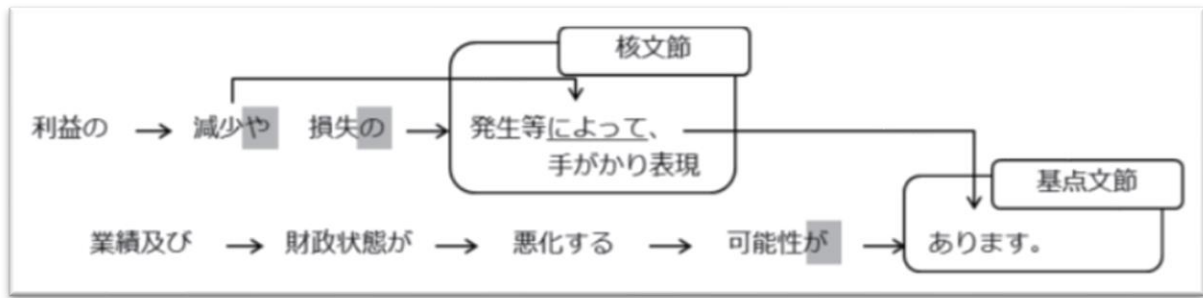 核文節
利益の 減少や 損失の 発生等によって、
手がかり表現
基点文節
業績及び 財政状態が 悪化する 可能性が あります。